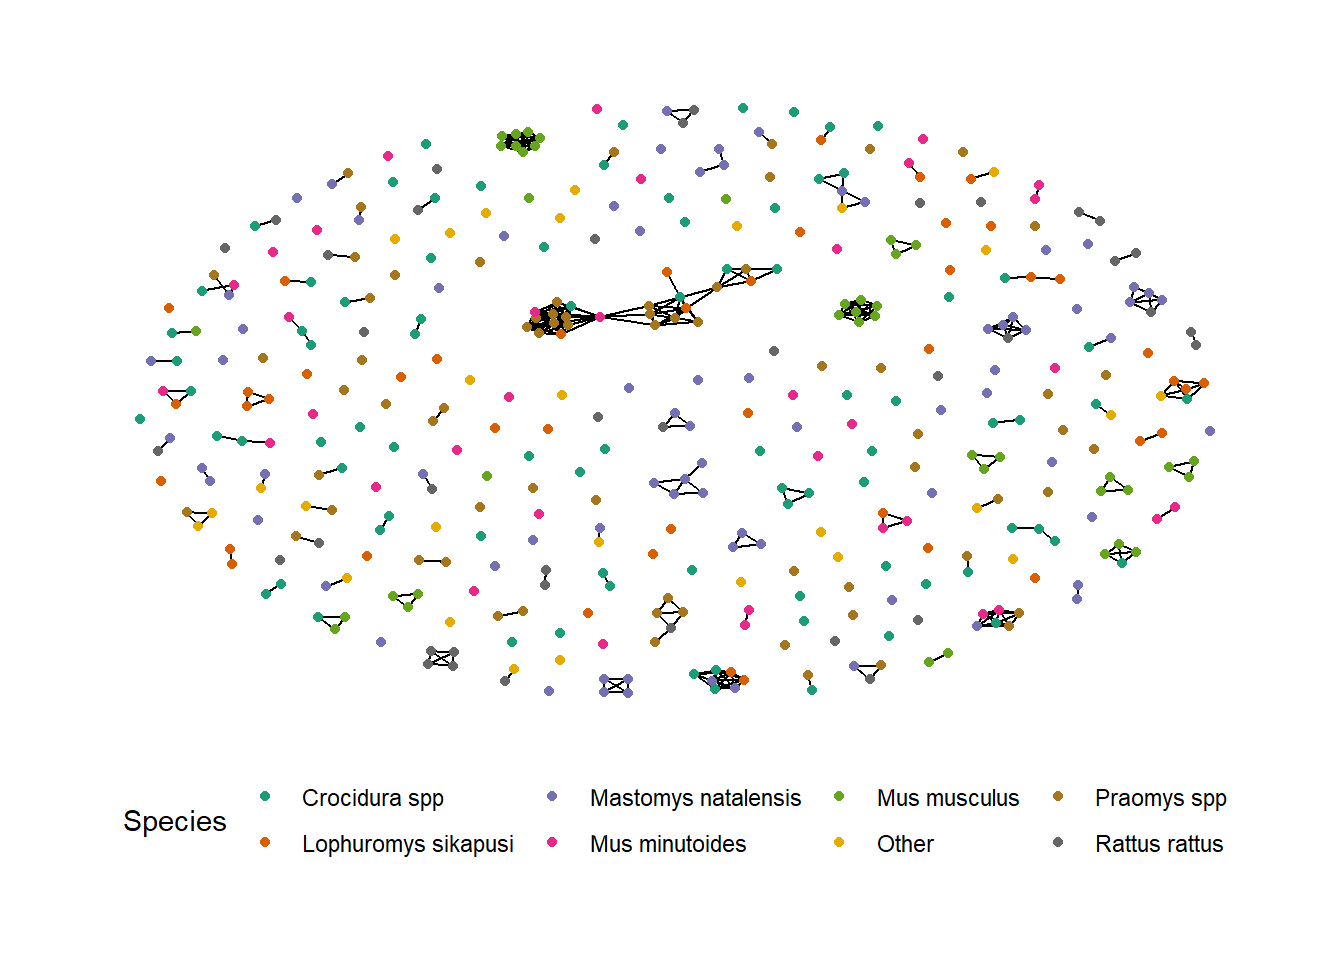 Species
Crocidura spp
Mastomys natalensis
Mus musculus
Praomys spp
Lophuromys sikapusi
Mus minutoides
Other
Rattus rattus